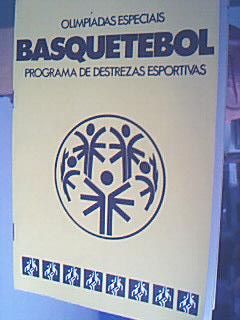 OLIMPÍADAS ESPECIAIS
BASQUETEBOL
PROGRAMA DE DESTREZAS ESPORTIVAS